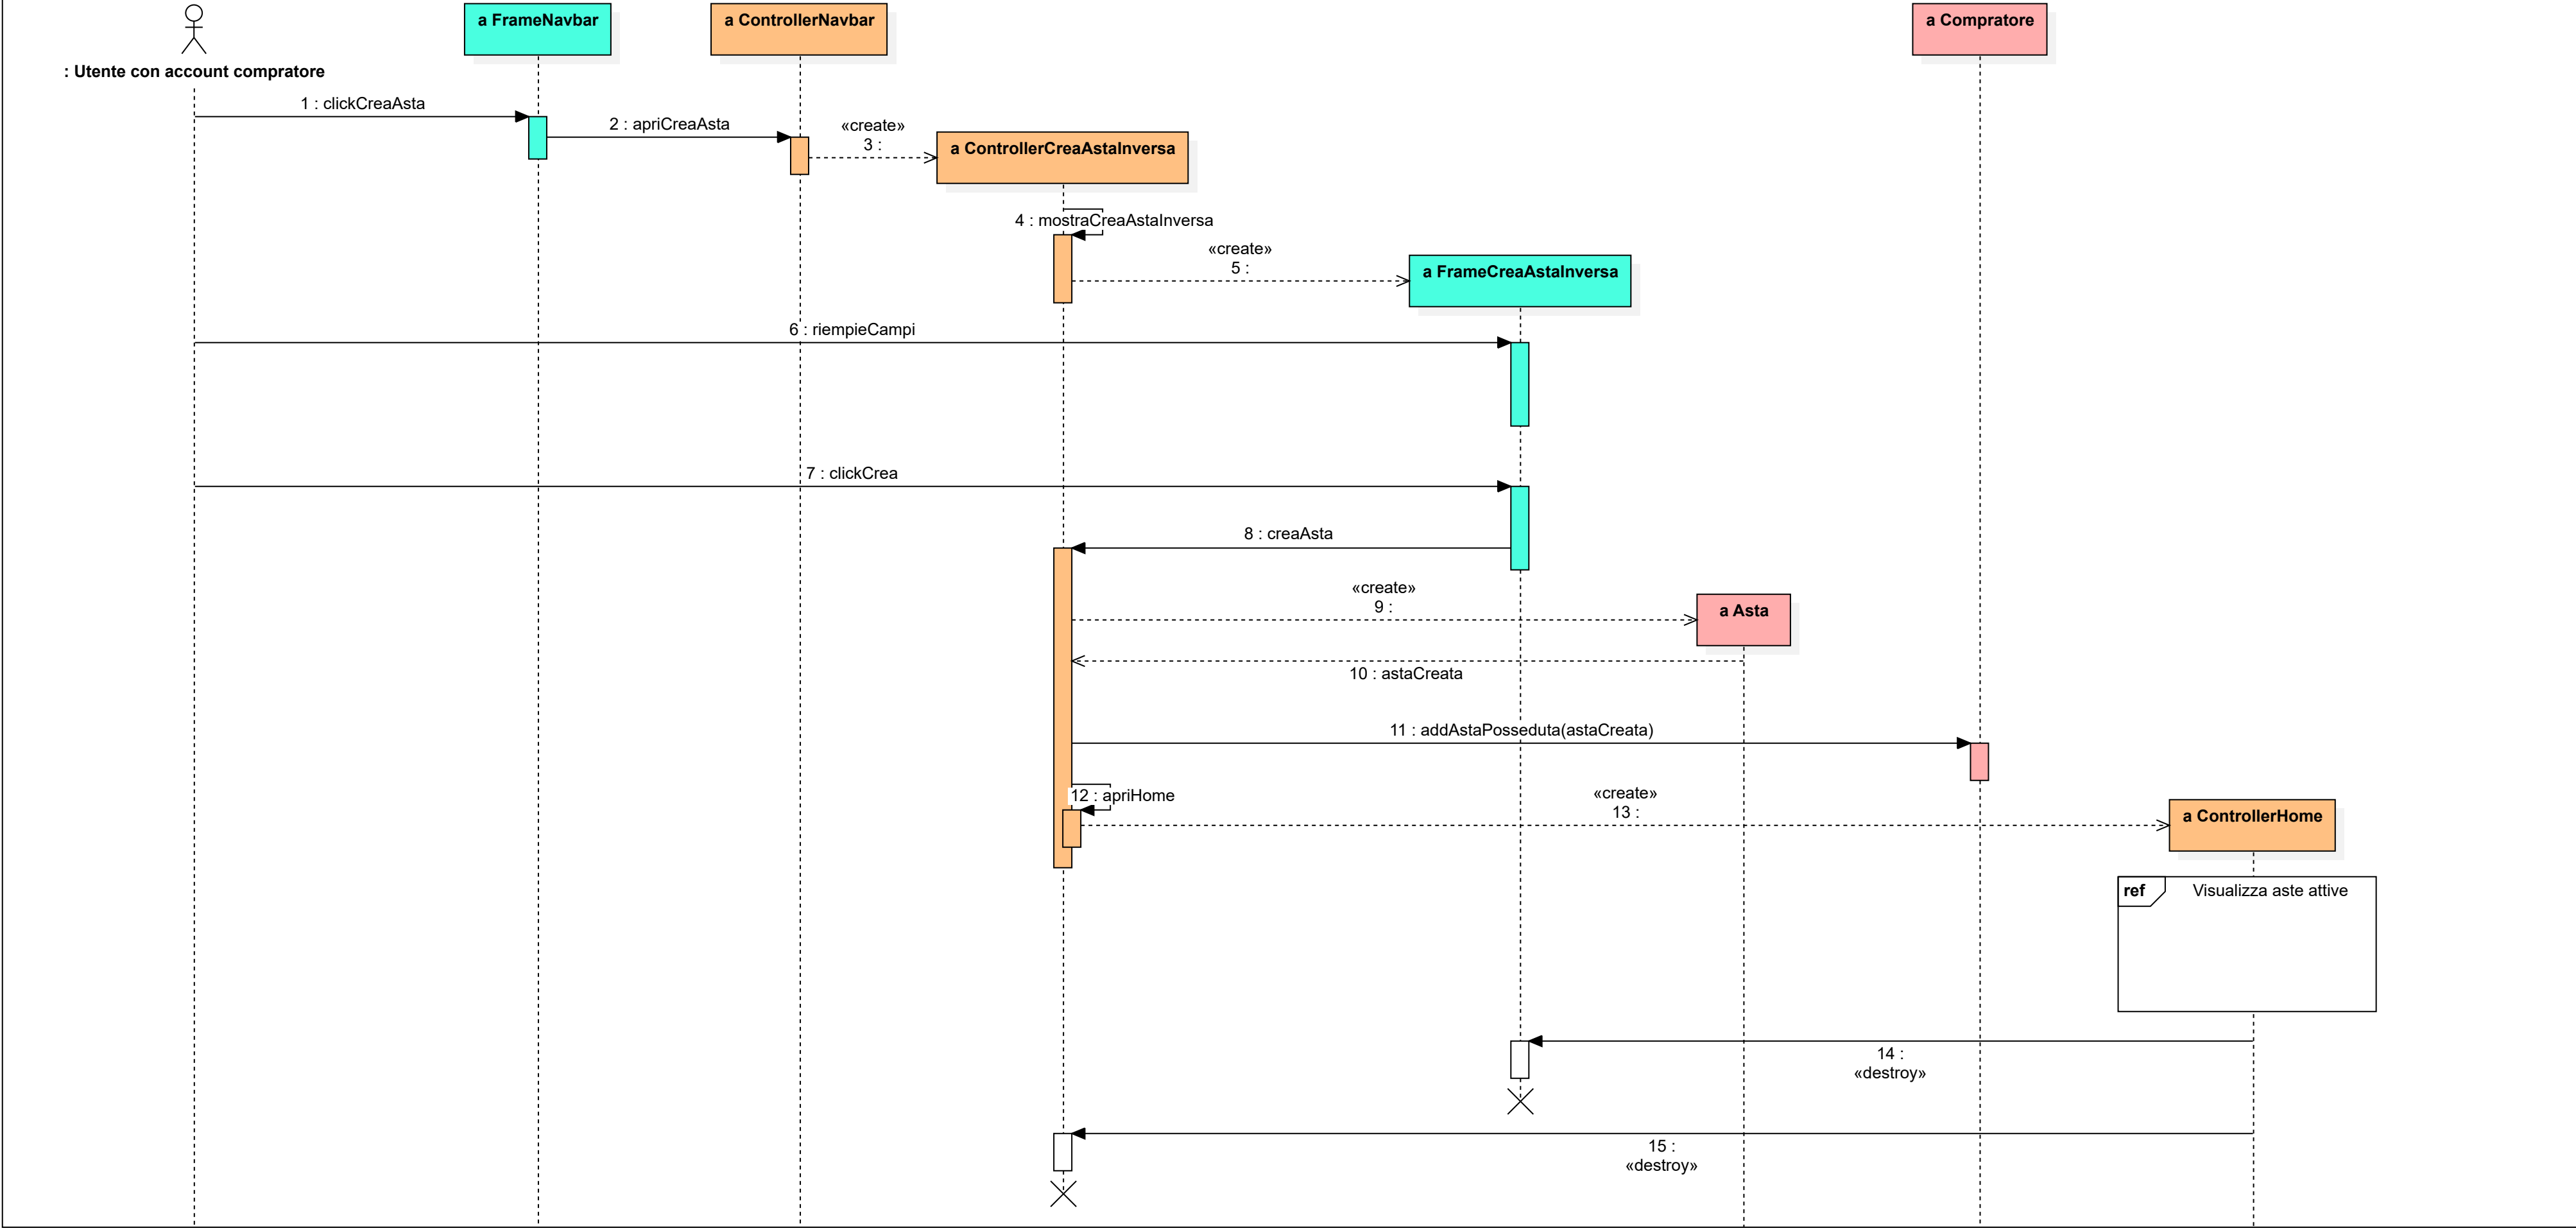 a FrameNavbar
a ControllerNavbar
a Compratore
: Utente con account compratore
1 : clickCreaAsta
2 : apriCreaAsta
«create»
3 :
a ControllerCreaAstaInversa
4 : mostraCreaAstaInversa
«create»
5 :
a FrameCreaAstaInversa
6 : riempieCampi
7 : clickCrea
8 : creaAsta
«create»
9 :
a Asta
10 : astaCreata
11 : addAstaPosseduta(astaCreata)
12 : apriHome
«create»
13 :
a ControllerHome
ref
Visualizza aste attive
14 :
«destroy»
15 :
«destroy»